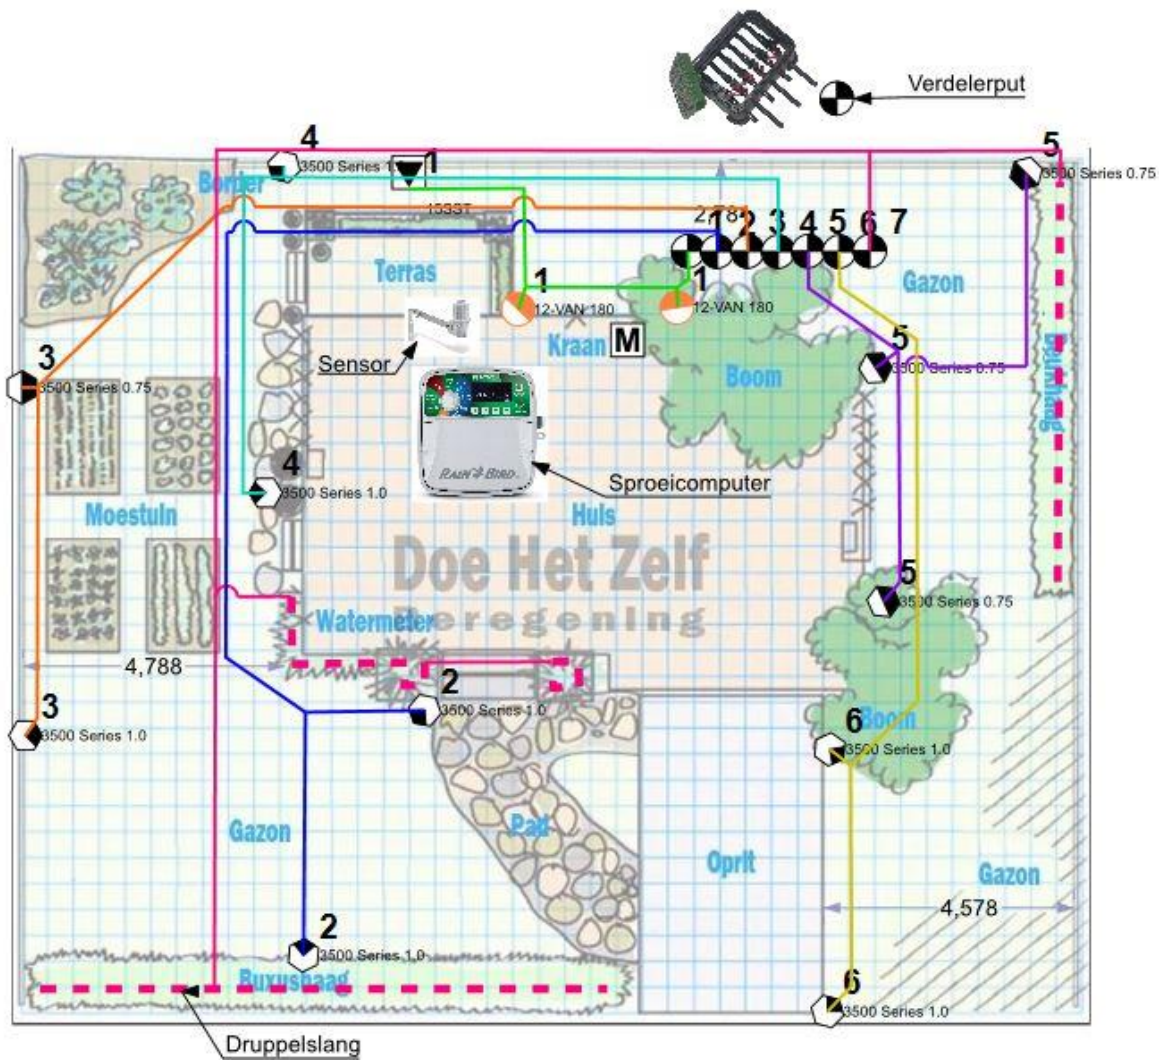 Verdelerput
4
3500 Series 1.0
1
5
3500 Series 0.75
Border
15SST
2,784
1 2 3 4 5 6 7
Terras
Gazon
1
12-VAN 180
1
12-VAN 180
Kraan
M
Sensor
3
3500 Series 0.75
5
3500 Series 0.75
Boom
RAIN BIRD
Sproeicomputer
4
3500 Series 1.0
Moestuin
Huis
Doe Het Zelf
Beregening
5
3500 Series 0.75
Watermeter
4,788
2
3500 Series 1.0
3
3500 Series 1.0
Boom
6
3500 Series 1.0
Gazon
Pad
Oprit
Gazon
4,578
2
3500 Series 1.0
Buxushaag
6
3500 Series 1.0
Druppelslang